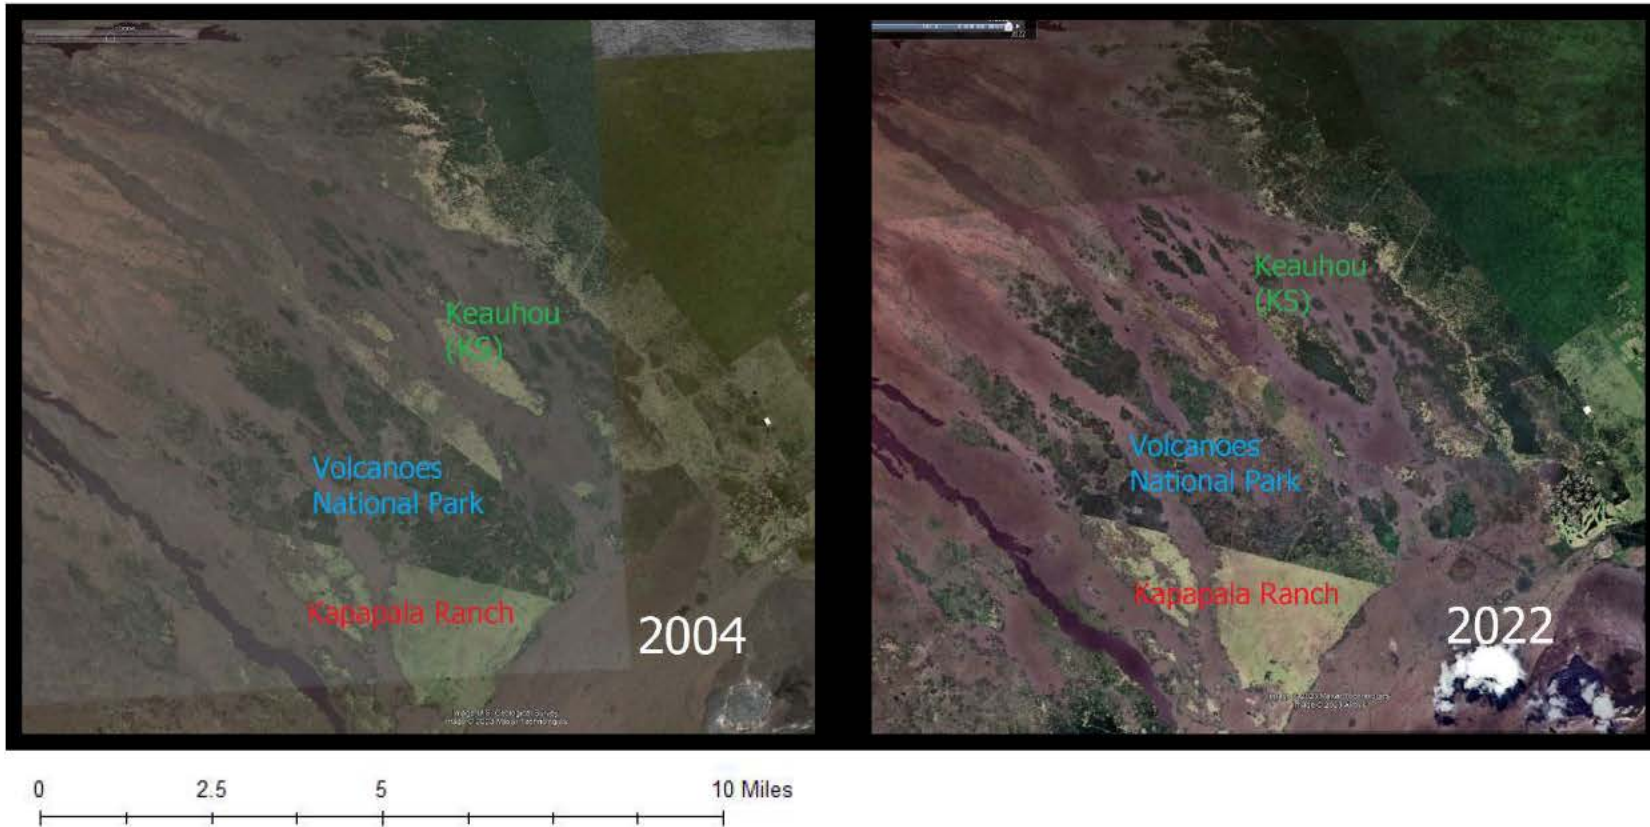 Keauhou
(KS)
Volcanoes
National Park
Kapapala Ranch
2004
Keauhou
(KS)
Volcanoes
National Park
Kapapala Ranch
2022
0 2.5 5 10 Miles